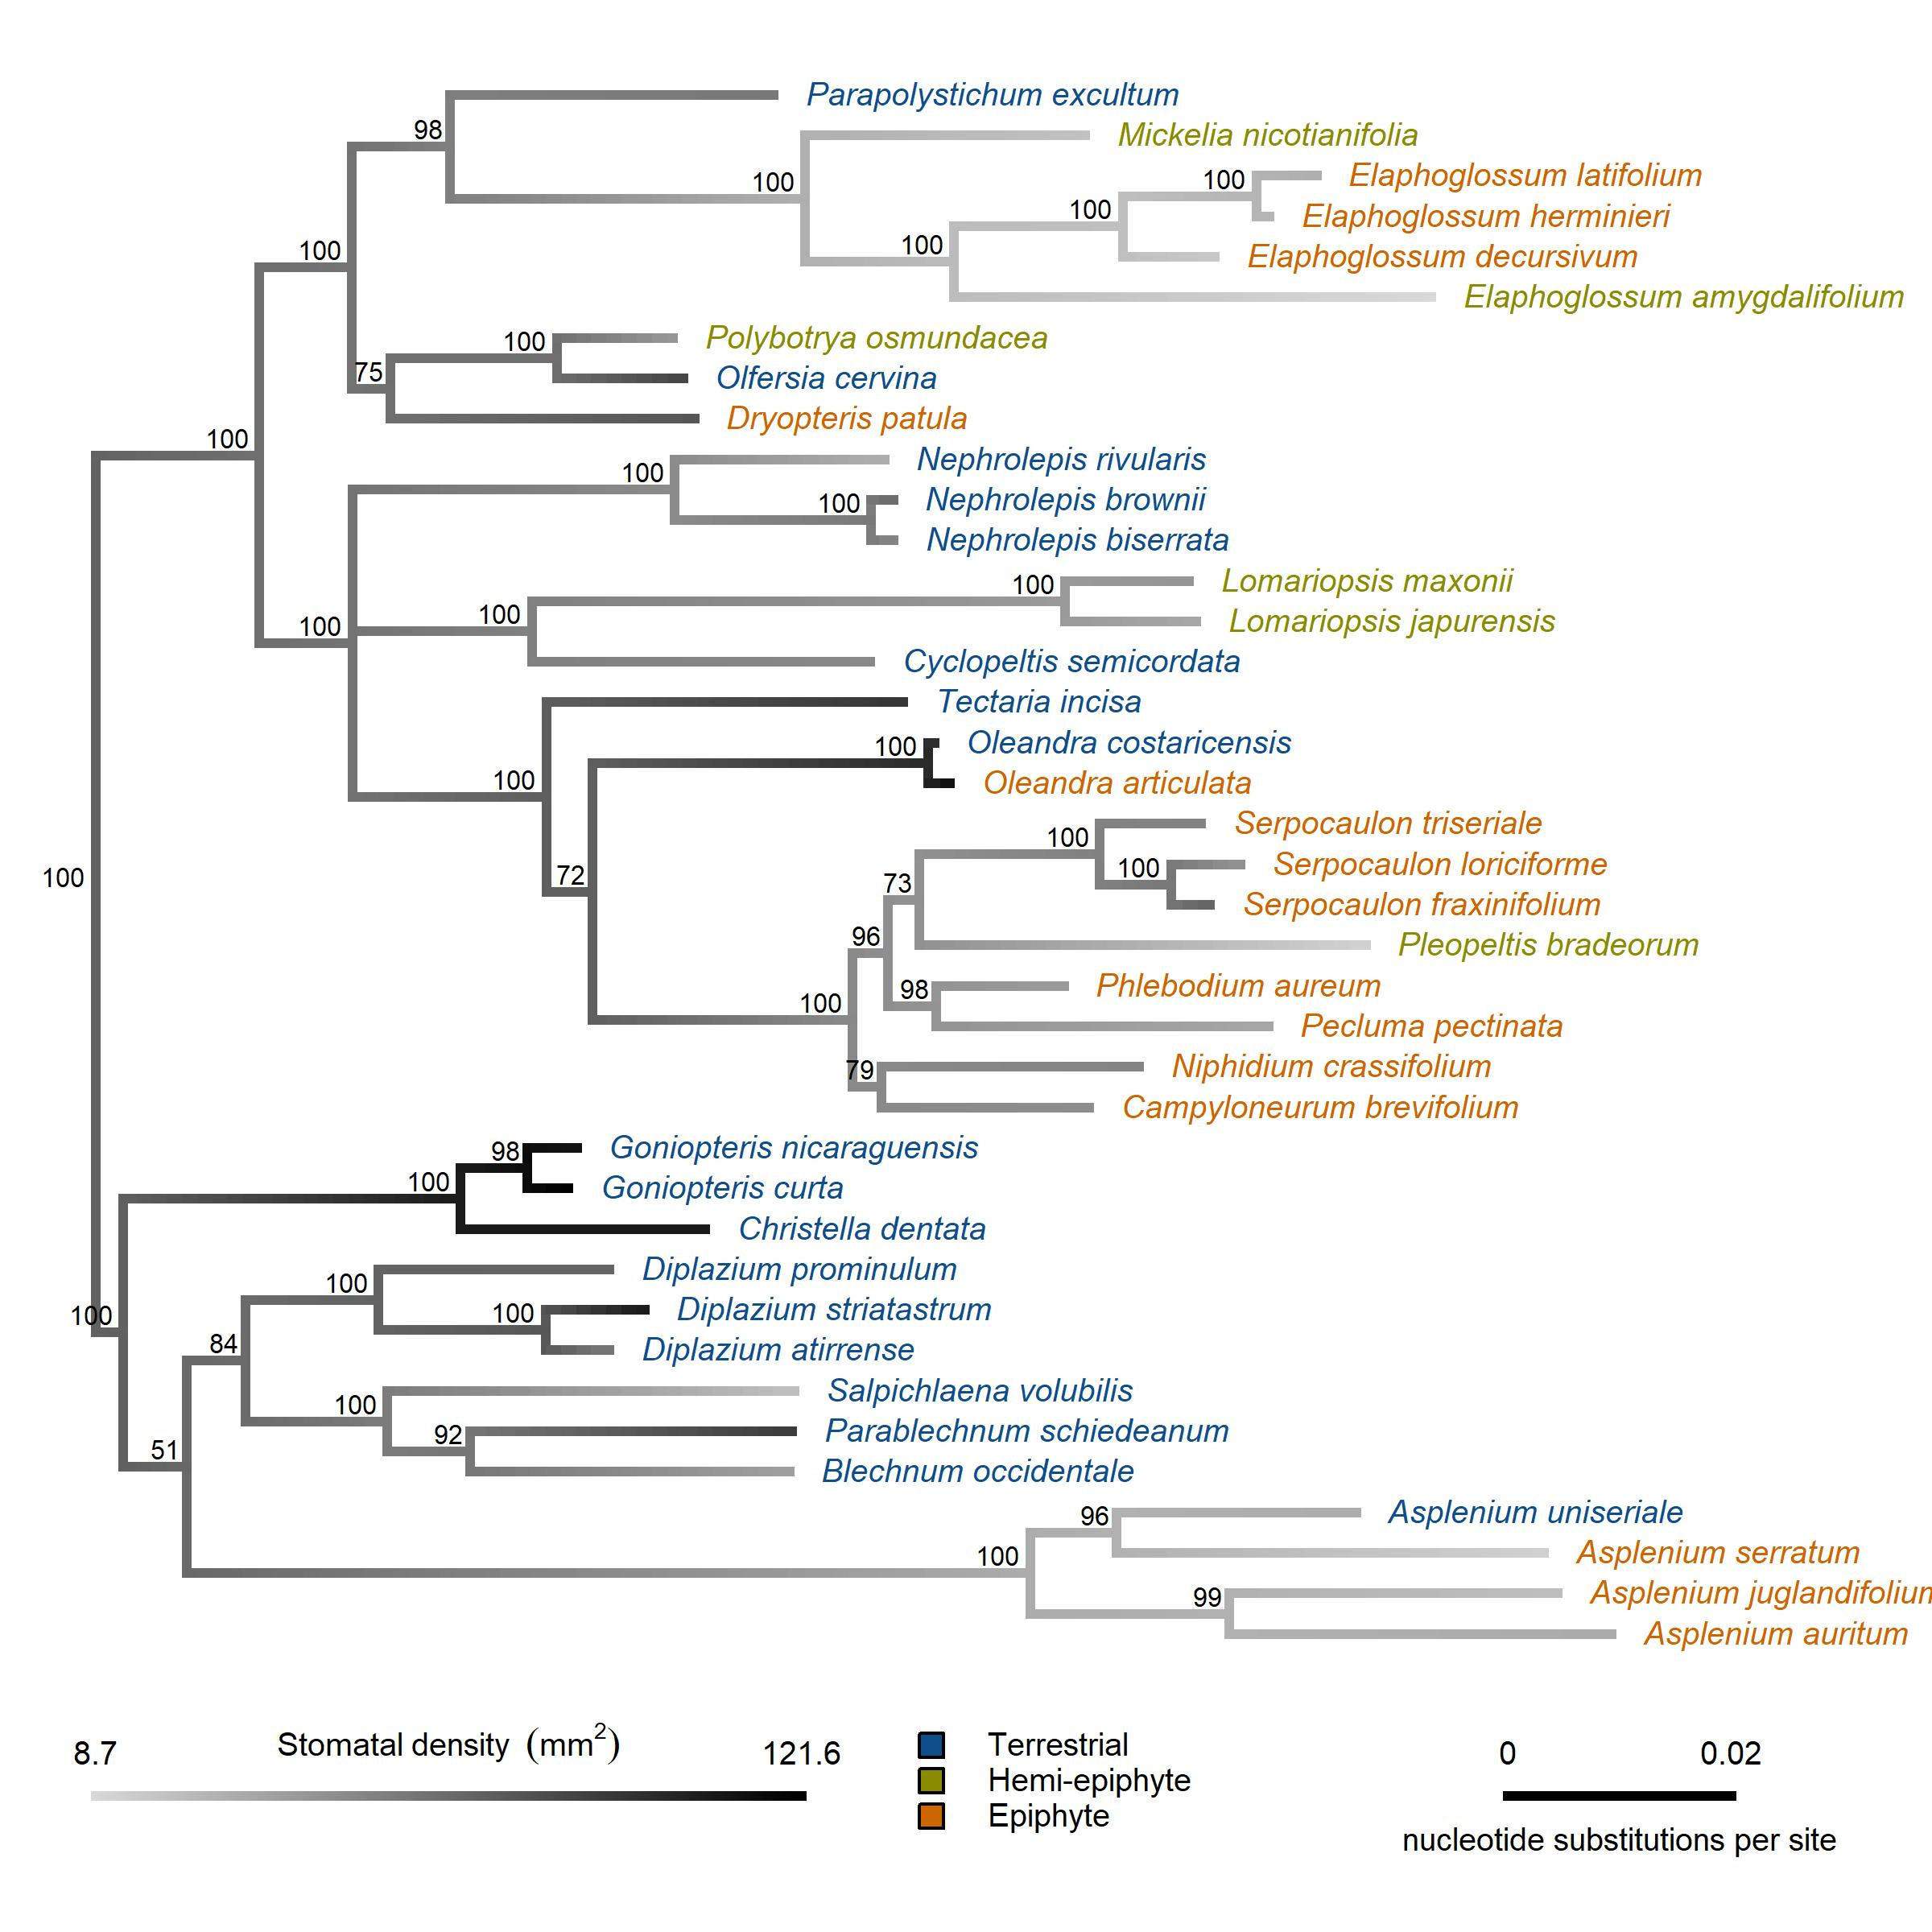 Parapolystichum excultum
98
Mickelia nicotianifolia
100
Elaphoglossum latifolium
100
Elaphoglossum herminieri
100
Elaphoglossum decursivum
100
100
Elaphoglossum amygdalifolium
Polybotrya osmundacea
100
75
Olfersia cervina
Dryopteris patula
100
Nephrolepis rivularis
100
Nephrolepis brownii
100
Nephrolepis biserrata
Lomariopsis maxonii
100
100
Lomariopsis japurensis
100
Cyclopeltis semicordata
Tectaria incisa
Oleandra costaricensis
100
100
Oleandra articulata
Serpocaulon triseriale
100
Serpocaulon loriciforme
100
72
73
100
Serpocaulon fraxinifolium
96
Pleopeltis bradeorum
Phlebodium aureum
98
100
Pecluma pectinata
Niphidium crassifolium
79
Campyloneurum brevifolium
Goniopteris nicaraguensis
98
100
Goniopteris curta
Christella dentata
Diplazium prominulum
100
100
Diplazium striatastrum
100
84
Diplazium atirrense
Salpichlaena volubilis
100
Parablechnum schiedeanum
92
51
Blechnum occidentale
Asplenium uniseriale
96
Asplenium serratum
100
Asplenium juglandifoliun
99
Asplenium auritum
8.7 Stomatal density (mm2) 121.6
Terrestrial
Hemi-epiphyte
Epiphyte
0 0.02
nucleotide substitutions per site